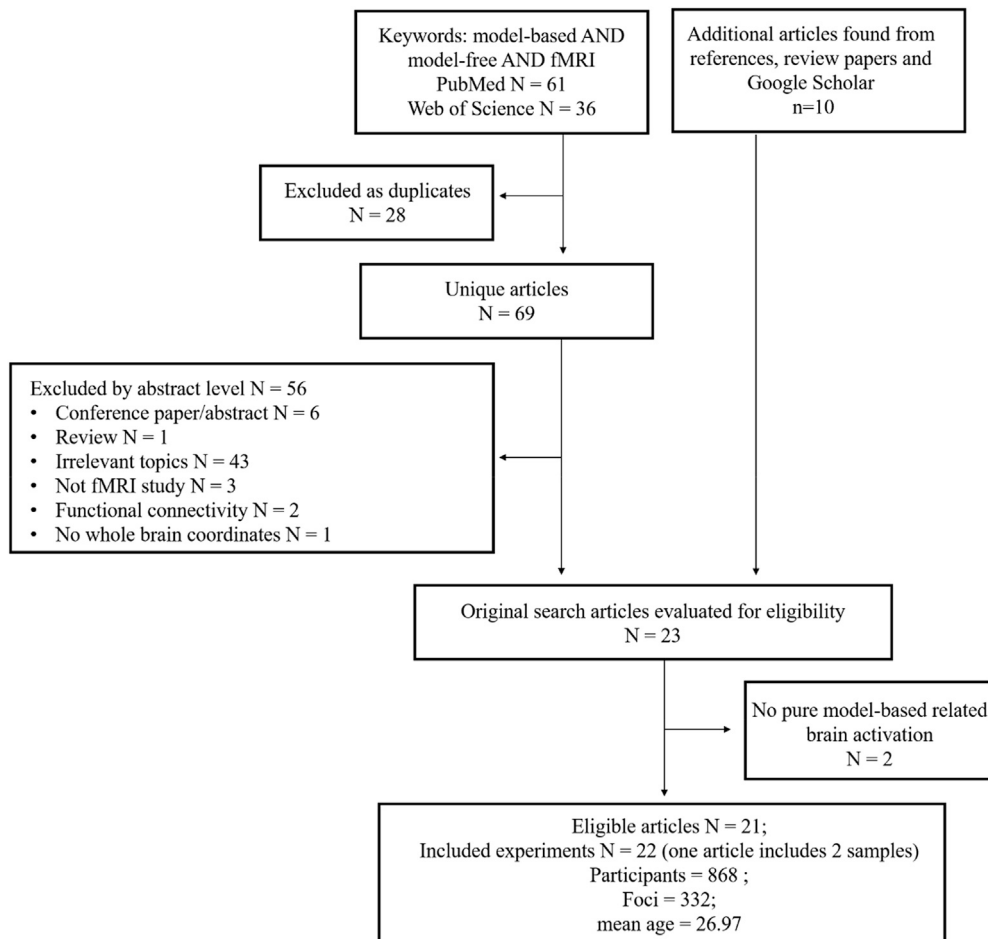 Keywords: model-based AND
model-free AND fMRI
PubMed N = 61
Web of Science N = 36
Additional articles found from
references, review papers and
Google Scholar
n=10
Excluded as duplicates
N = 28
Unique articles
N = 69
Excluded by abstract level N = 56
• Conference paper/abstract N = 6
• Review N = 1
• Irrelevant topics N = 43
• Not fMRI study N = 3
• Functional connectivity N = 2
• No whole brain coordinates N = 1
Original search articles evaluated for eligibility
N = 23
No pure model-based related
brain activation
N = 2
Eligible articles N = 21;
Included experiments N = 22 (one article includes 2 samples)
Participants = 868 ;
Foci = 332;
mean age = 26.97